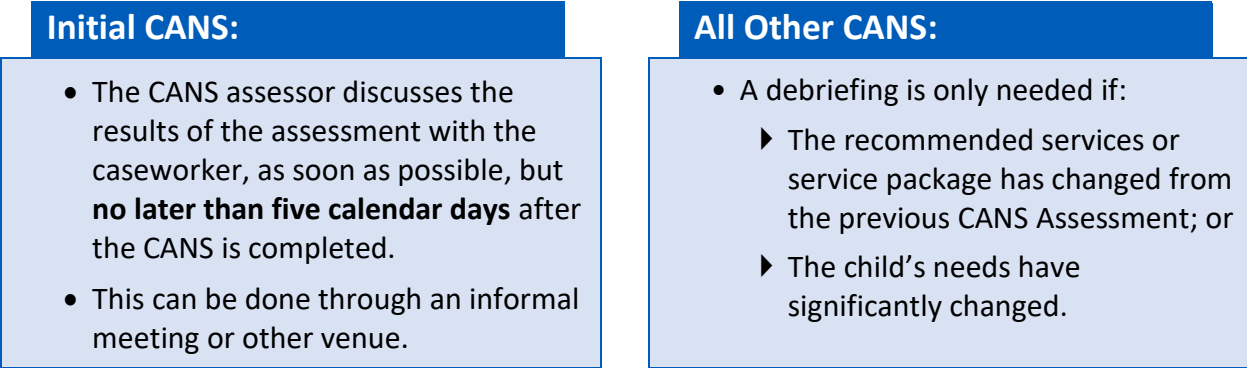 Initial CANS:
• The CANS assessor discusses the
results of the assessment with the
caseworker, as soon as possible, but
no later than five calendar days after
the CANS is completed.
• This can be done through an informal
meeting or other venue.
All Other CANS:
• A debriefing is only needed if:
The recommended services or
service package has changed from
the previous CANS Assessment; or
The child’s needs have
significantly changed.